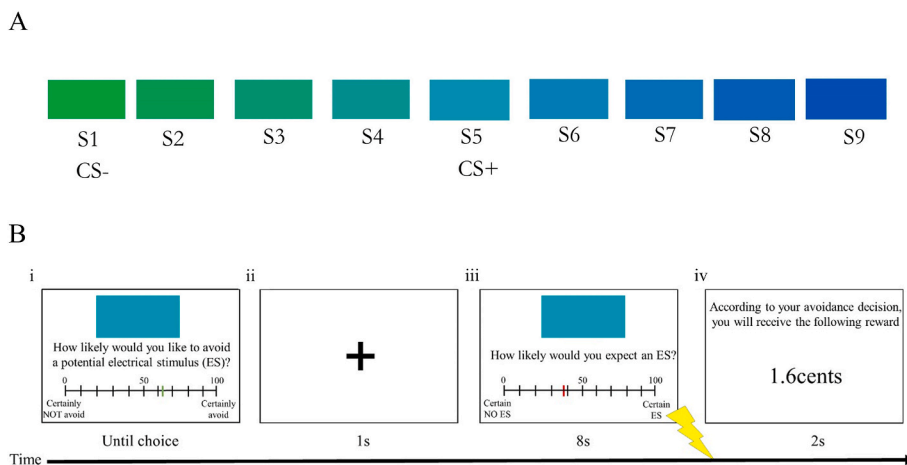 A
S1 S2 S3 S4 S5 S6 S7 S8 S9
CS- CS+
B
i ii iii iv
How likely would you like to avoid
a potential electrical stimulus (ES)?
0 50 100
Certainly
NOT avoid
Certainly
avoid
How likely would you expect an ES?
0 50 100
Certain
NO ES
Certain
ES
According to your avoidance decision,
you will receive the following reward
1.6cents
Until choice 1s 8s 2s
Time